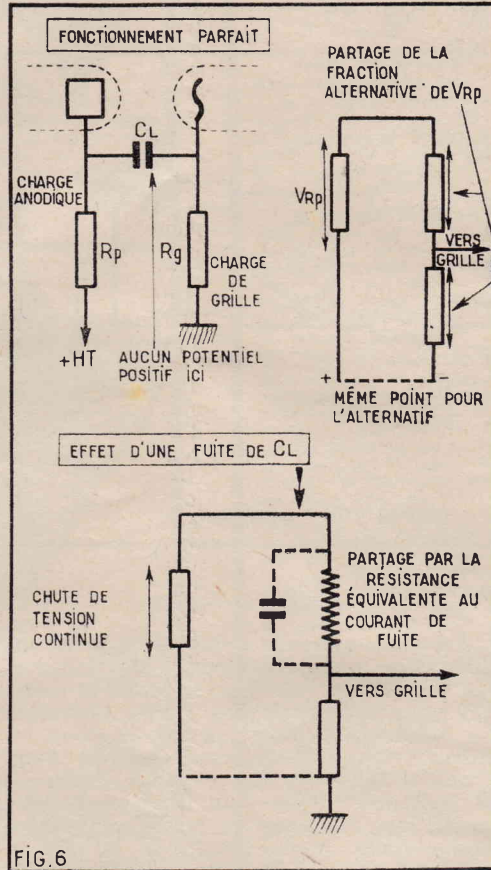 FONCTIONNEMENT PARFAIT
CL
CHARGE
ANODIQUE
Rp
Rg
CHARGE
DE
GRILLE
+HT
AUCUN POTENTIEL
POSITIF ICI
PARTAGE DE LA
FRACTION
ALTERNATIVE DE VRp
VRp
VERS
GRILLE
+ -
MÊME POINT POUR
L'ALTERNATIF
EFFET D'UNE FUITE DE CL
CHUTE DE
TENSION
CONTINUE
PARTAGE PAR LA
RÉSISTANCE
ÉQUIVALENTE AU
COURANT DE
FUITE
VERS GRILLE
FIG.6